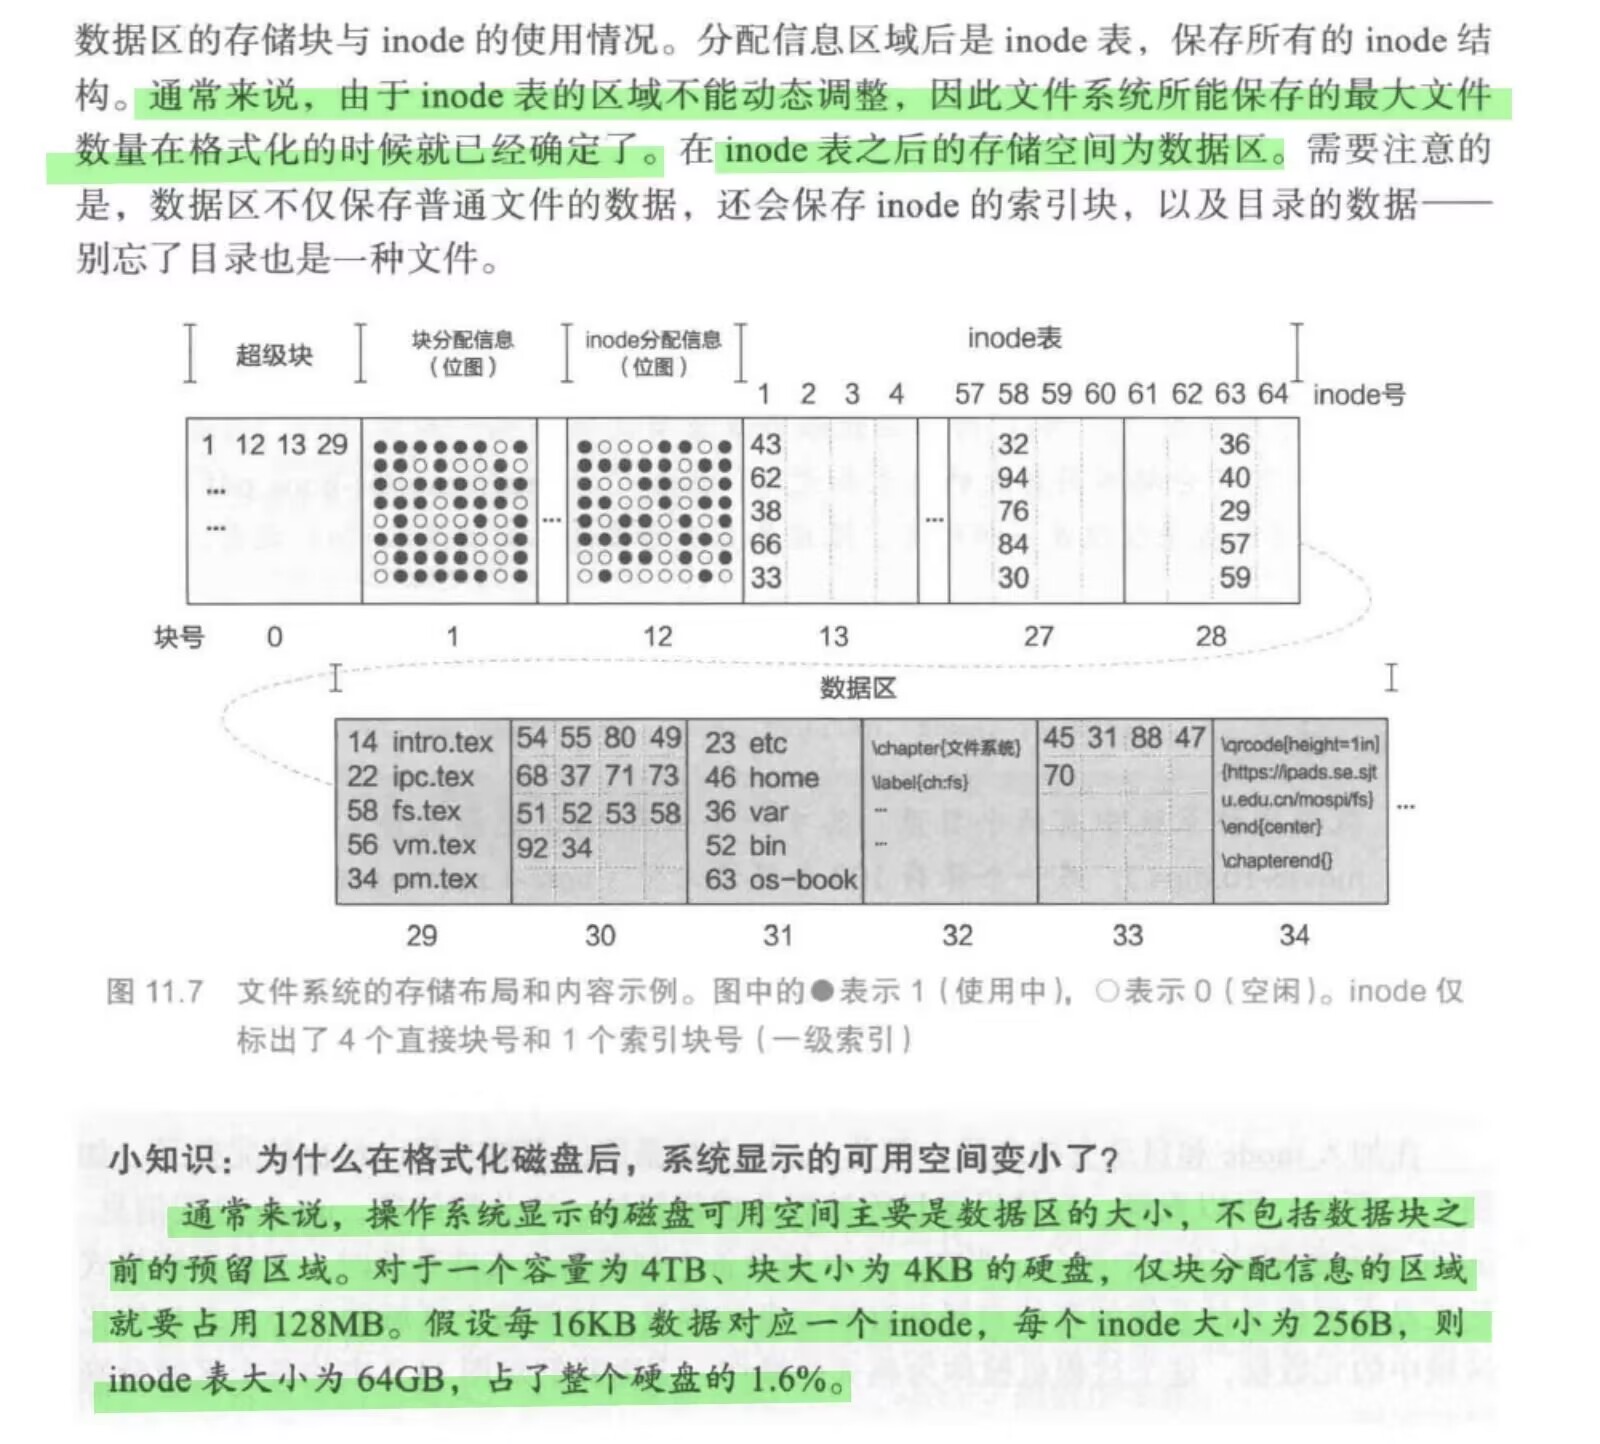 数据区的存储块与 inode 的使用情况。分配信息区域后是 inode 表，保存所有的 inode 结
构。通常来说，由于 inode 表的区域不能动态调整，因此文件系统所能保存的最大文件
数量在格式化的时候就已经确定了。在 inode 表之后的存储空间为数据区。需要注意的
是，数据区不仅保存普通文件的数据，还会保存 inode 的索引块，以及目录的数据——
别忘了目录也是一种文件。
超级块
块分配信息
（位图）
inode分配信息
（位图）
inode表
1 2 3 4 57 58 59 60 61 62 63 64 inode号
1 12 13 29
...
...
...
43
62
38
66
33
...
32
94
76
84
30
36
40
29
57
59
块号 0 1 12 13 27 28
数据区
14 intro.tex
22 ipc.tex
58 fs.tex
56 vm.tex
34 pm.tex
54 55 80 49
68 37 71 73
51 52 53 58
92 34
23 etc
46 home
36 var
52 bin
63 os-book
\chapter{文件系统}
\label{ch:fs}
...
...
45 31 88 47
70
\qrcode[height=1in]
{https://ipads.se.sjt
u.edu.cn/mospi/fs}
\end{center}
\chapterend{}
...
29 30 31 32 33 34
图 11.7 文件系统的存储布局和内容示例。图中的●表示 1（使用中），○表示 0（空闲）。inode 仅
标出了 4 个直接块号和 1 个索引块号（一级索引）
小知识：为什么在格式化磁盘后，系统显示的可用空间变小了？
通常来说，操作系统显示的磁盘可用空间主要是数据区的大小，不包括数据块之
前的预留区域。对于一个容量为 4TB、块大小为 4KB 的硬盘，仅块分配信息的区域
就要占用 128MB。假设每 16KB 数据对应一个 inode，每个 inode 大小为 256B，则
inode 表大小为 64GB，占了整个硬盘的 1.6%。